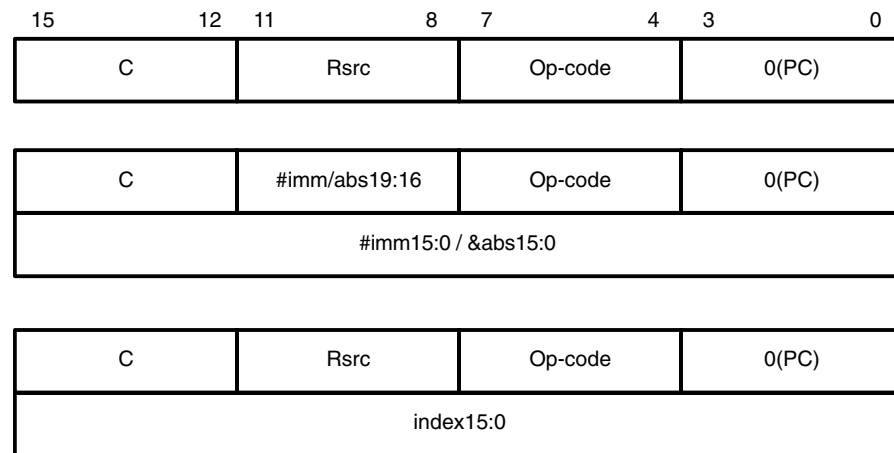 15 12 11 8 7 4 3 0
C Rsrc Op-code 0(PC)
C #imm/abs19:16 Op-code 0(PC)
#imm15:0 / &abs15:0
C Rsrc Op-code 0(PC)
index15:0